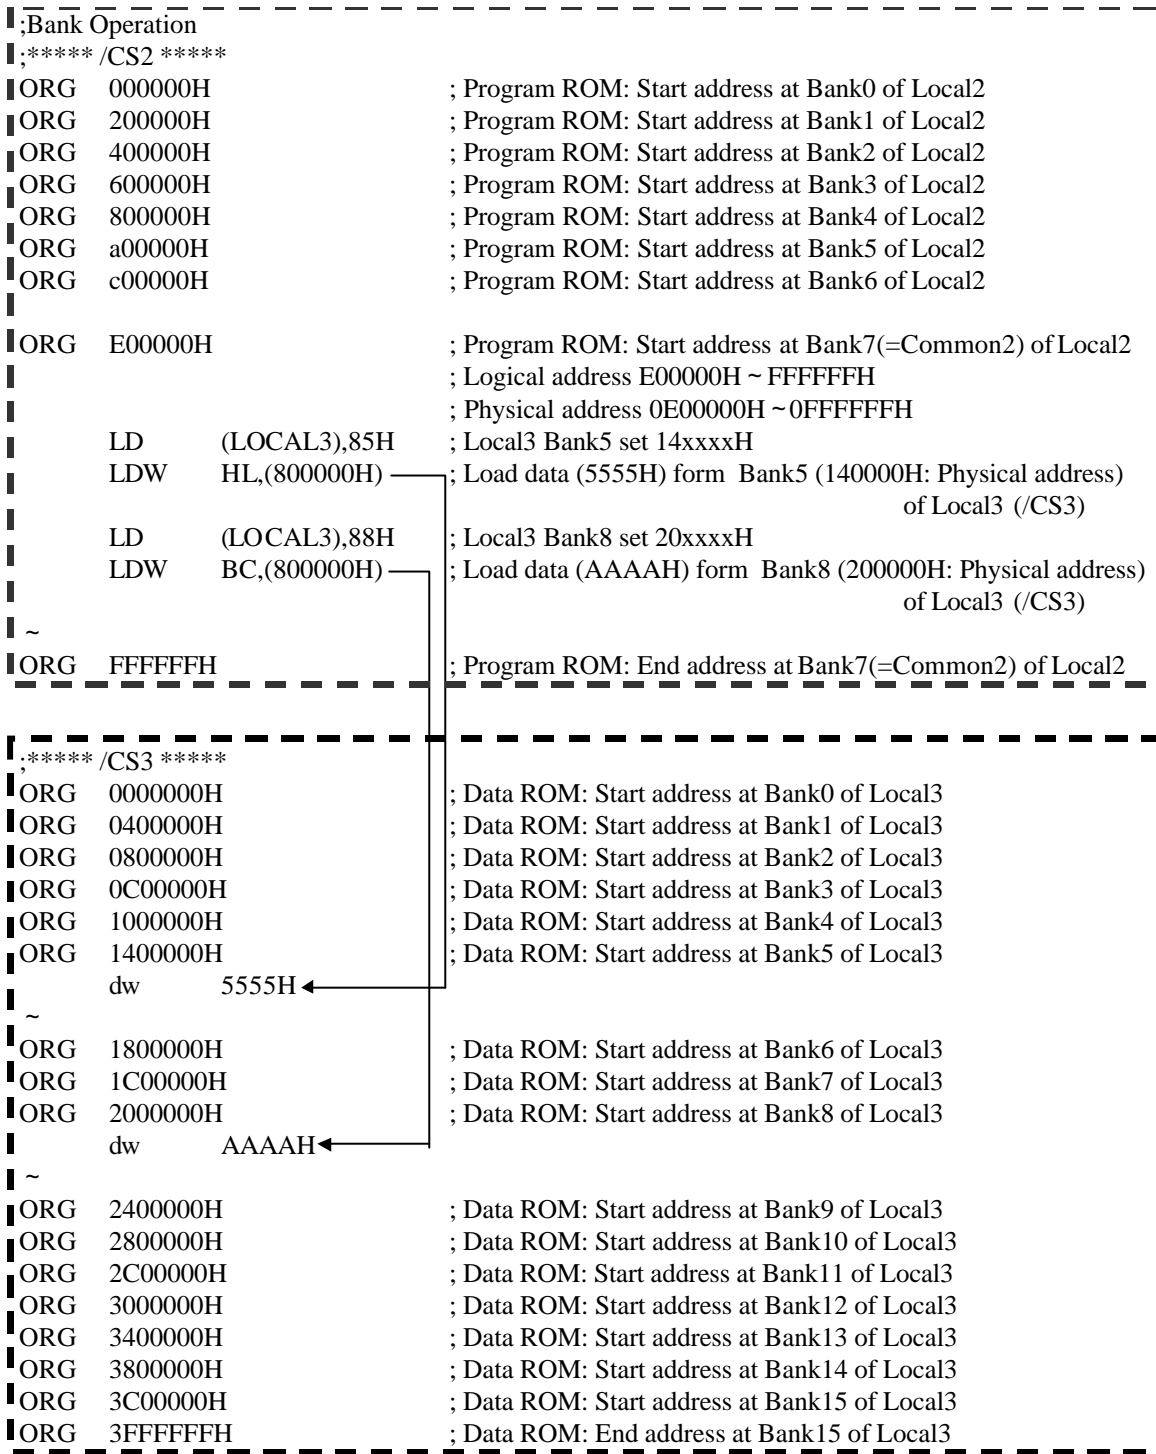 ;Bank Operation
;***** /CS2 *****
ORG 000000H ; Program ROM: Start address at Bank0 of Local2
ORG 200000H ; Program ROM: Start address at Bank1 of Local2
ORG 400000H ; Program ROM: Start address at Bank2 of Local2
ORG 600000H ; Program ROM: Start address at Bank3 of Local2
ORG 800000H ; Program ROM: Start address at Bank4 of Local2
ORG a00000H ; Program ROM: Start address at Bank5 of Local2
ORG c00000H ; Program ROM: Start address at Bank6 of Local2
ORG E00000H ; Program ROM: Start address at Bank7(=Common2) of Local2
; Logical address E00000H ~ FFFFFFH
; Physical address 0E00000H ~ 0FFFFFFH
LD (LOCAL3),85H ; Local3 Bank5 set 14xxxxH
LDW HL,(800000H) ; Load data (5555H) form Bank5 (140000H: Physical address)
of Local3 (/CS3)
LD (LOCAL3),88H ; Local3 Bank8 set 20xxxxH
LDW BC,(800000H) ; Load data (AAAAH) form Bank8 (200000H: Physical address)
of Local3 (/CS3)
~
ORG FFFFFFH ; Program ROM: End address at Bank7(=Common2) of Local2
;***** /CS3 *****
ORG 0000000H ; Data ROM: Start address at Bank0 of Local3
ORG 0400000H ; Data ROM: Start address at Bank1 of Local3
ORG 0800000H ; Data ROM: Start address at Bank2 of Local3
ORG 0C00000H ; Data ROM: Start address at Bank3 of Local3
ORG 1000000H ; Data ROM: Start address at Bank4 of Local3
ORG 1400000H ; Data ROM: Start address at Bank5 of Local3
dw 5555H
~
ORG 1800000H ; Data ROM: Start address at Bank6 of Local3
ORG 1C00000H ; Data ROM: Start address at Bank7 of Local3
ORG 2000000H ; Data ROM: Start address at Bank8 of Local3
dw AAAAH
~
ORG 2400000H ; Data ROM: Start address at Bank9 of Local3
ORG 2800000H ; Data ROM: Start address at Bank10 of Local3
ORG 2C00000H ; Data ROM: Start address at Bank11 of Local3
ORG 3000000H ; Data ROM: Start address at Bank12 of Local3
ORG 3400000H ; Data ROM: Start address at Bank13 of Local3
ORG 3800000H ; Data ROM: Start address at Bank14 of Local3
ORG 3C00000H ; Data ROM: Start address at Bank15 of Local3
ORG 3FFFFFFH ; Data ROM: End address at Bank15 of Local3